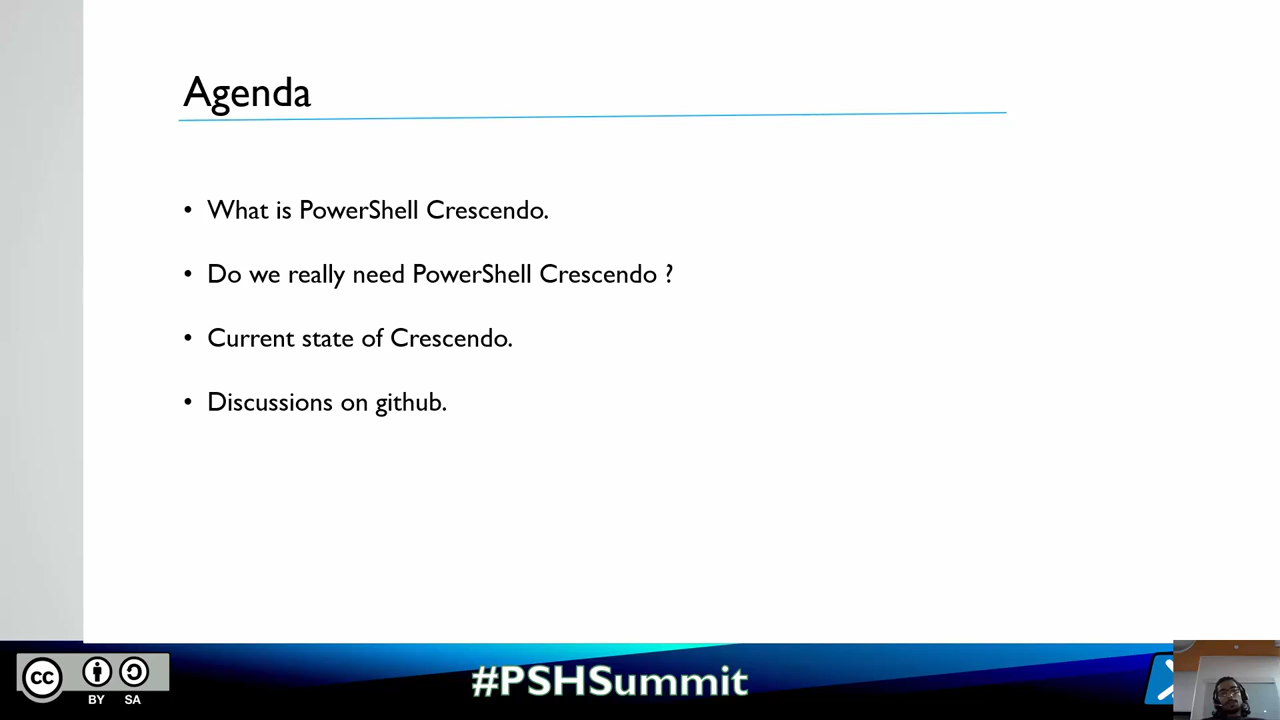 Agenda
• What is PowerShell Crescendo.
• Do we really need PowerShell Crescendo ?
• Current state of Crescendo.
• Discussions on github.
#PSHSummit
cc
BY SA